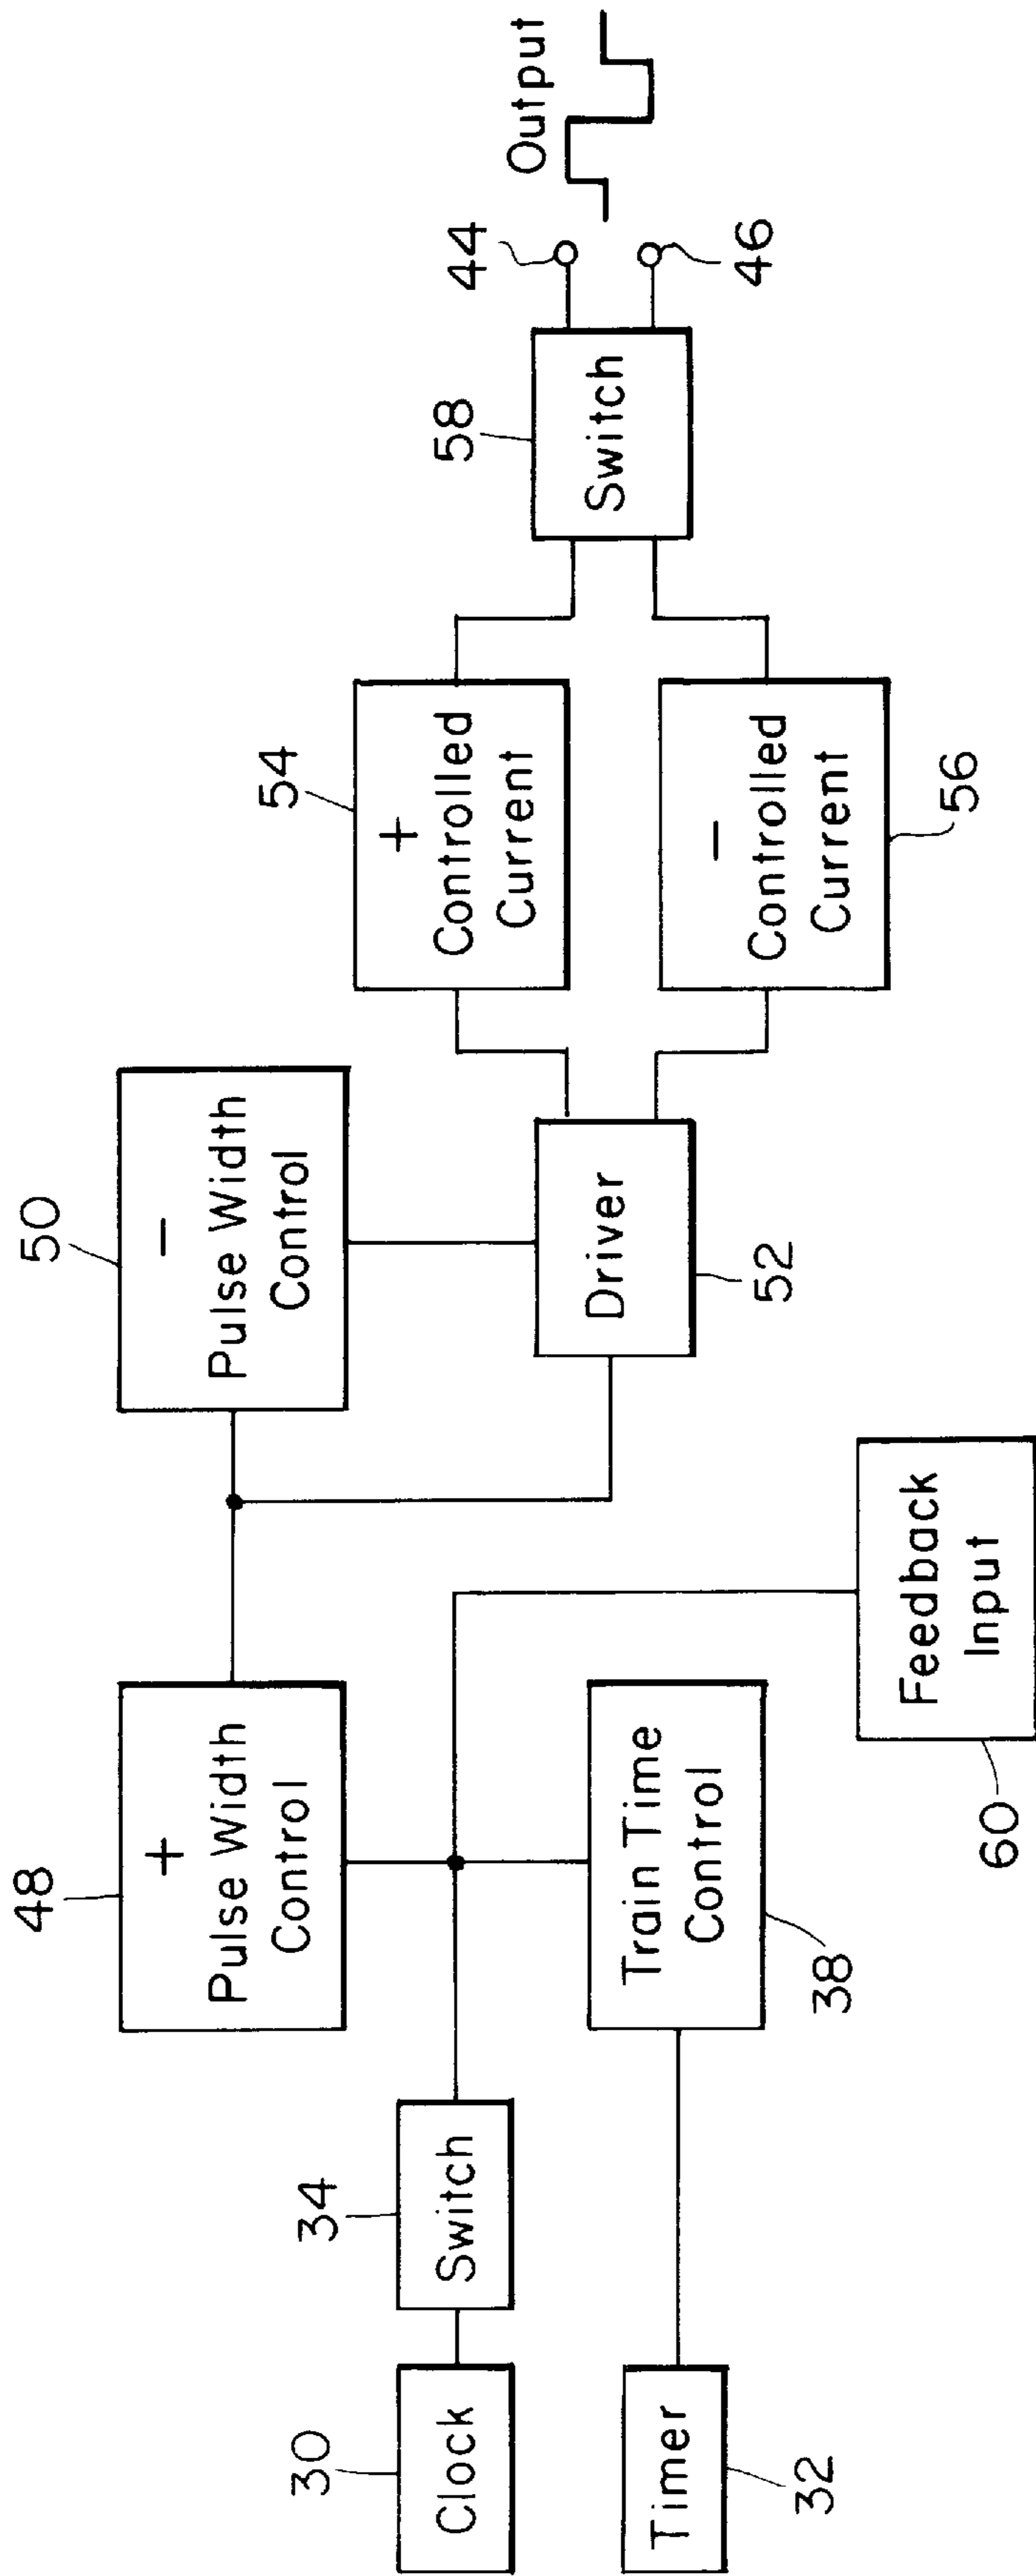 48
+
Pulse Width
Control
50
−
Pulse Width
Control
30
Clock
34
Switch
54
+
Controlled
Current
58
Switch
44
46
Output
32
Timer
38
Train Time
Control
52
Driver
56
−
Controlled
Current
60
Feedback
Input